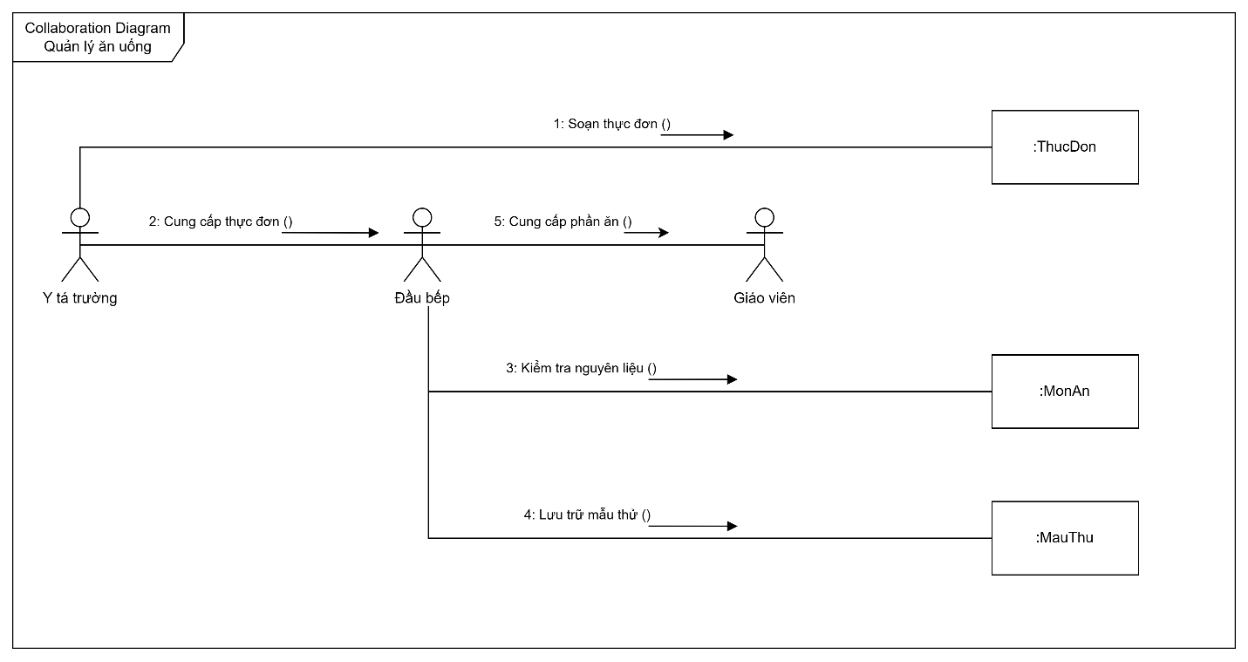 Collaboration Diagram
Quản lý ăn uống
1: Soạn thực đơn ()
:ThucDon
2: Cung cấp thực đơn ()
5: Cung cấp phần ăn ()
Y tá trường
Đầu bếp
Giáo viên
3: Kiểm tra nguyên liệu ()
:MonAn
4: Lưu trữ mẫu thử ()
:MauThu